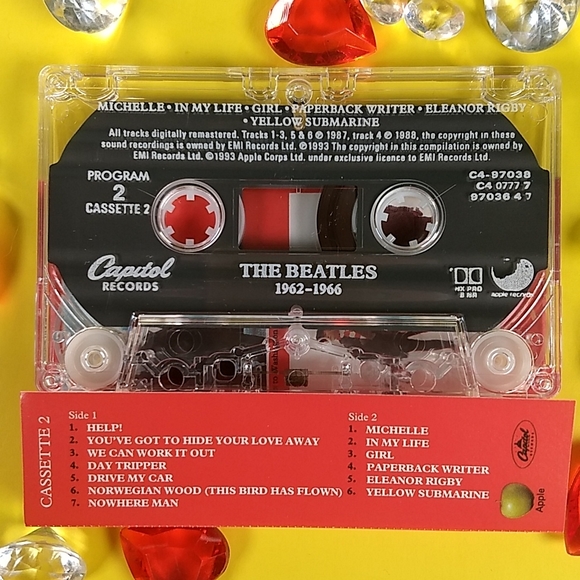 MICHELLE • IN MY LIFE • GIRL • PAPERBACK WRITER • ELEANOR RIGBY
• YELLOW SUBMARINE
All tracks digitally remastered. Tracks 1-3, 5 & 6 ℗ 1987, track 4 ℗ 1988, the copyright in these
sound recordings is owned by EMI Records Ltd. ©1993 The copyright in this compilation is owned by
EMI Records Ltd. ©1993 Apple Corps Ltd. under exclusive licence to EMI Records Ltd.
PROGRAM
2
CASSETTE 2
C4-97038
C4 0777 7
97036 4 7
Capitol
RECORDS
THE BEATLES
1962–1966
HX PRO
B NR
apple records
CASSETTE 2
Side 1
1. HELP!
2. YOU'VE GOT TO HIDE YOUR LOVE AWAY
3. WE CAN WORK IT OUT
4. DAY TRIPPER
5. DRIVE MY CAR
6. NORWEGIAN WOOD (THIS BIRD HAS FLOWN)
7. NOWHERE MAN
Side 2
1. MICHELLE
2. IN MY LIFE
3. GIRL
4. PAPERBACK WRITER
5. ELEANOR RIGBY
6. YELLOW SUBMARINE
Capitol
Apple